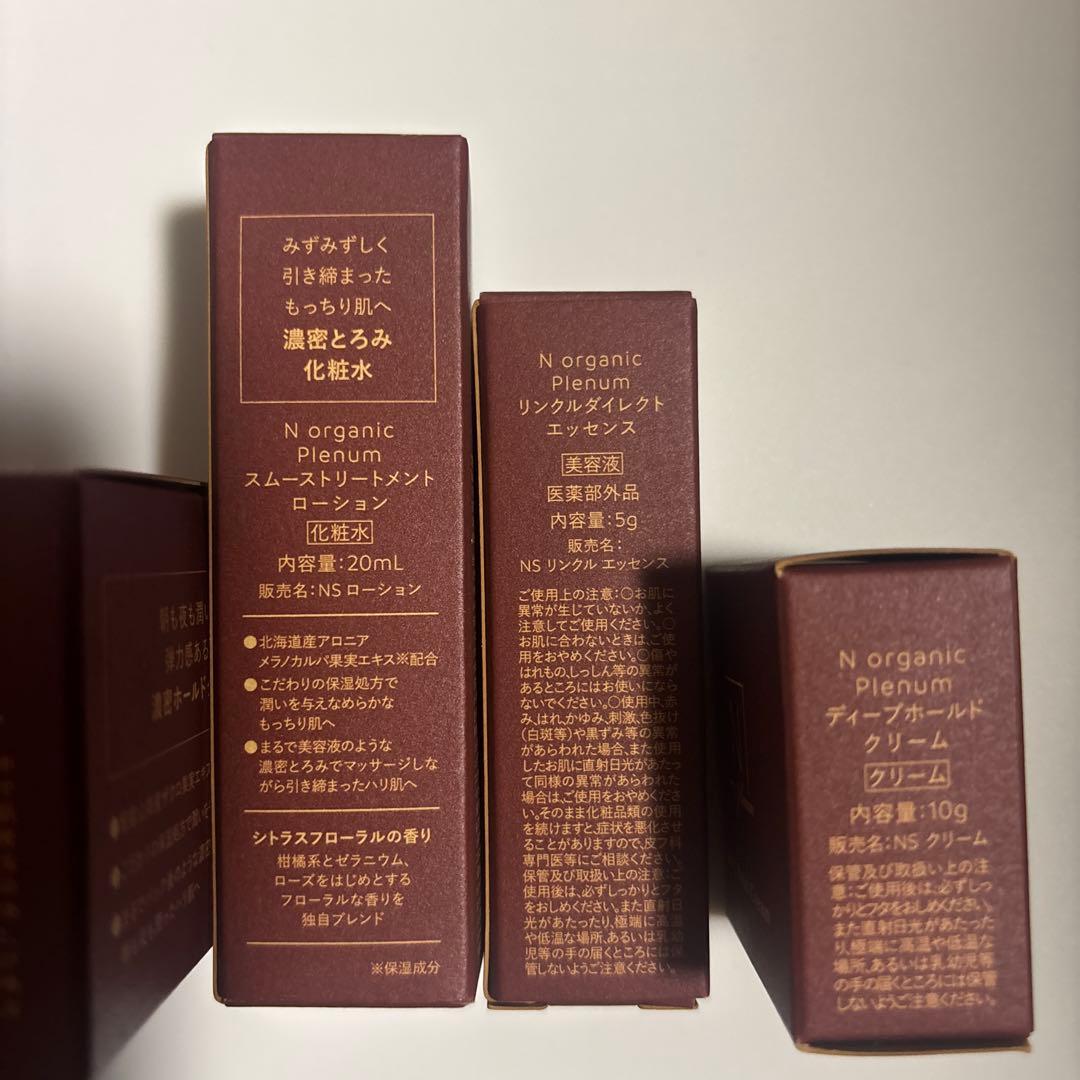 みずみずしく
引き締まった
もっちり肌へ
濃密とろみ
化粧水
N organic
Plenum
スムーストリートメント
ローション
化粧水
内容量:20mL
販売名:NS ローション
●北海道産アロニア
メラノカルパ果実エキス※配合
●こだわりの保湿処方で
潤いを与えなめらかな
もっちり肌へ
●まるで美容液のような
濃密とろみでマッサージしな
がら引き締まったハリ肌へ
シトラスフローラルの香り
柑橘系とゼラニウム、
ローズをはじめとする
フローラルな香りを
独自ブレンド
※保湿成分
N organic
Plenum
リンクルダイレクト
エッセンス
美容液
医薬部外品
内容量:5g
販売名:
NS リンクル エッセンス
ご使用上の注意:○お肌に
異常が生じていないか、よく
注意してご使用ください。○
お肌に合わないときは、ご使
用をおやめください。○傷や
はれもの、しっしん等の異常が
あるところにはお使いになら
ないでください。○使用中、赤
み、はれ、かゆみ、刺激、色抜け
(白斑等)や黒ずみ等の異常
があらわれた場合、また使用
したお肌に直射日光があたっ
て同様の異常があらわれた
場合は、ご使用をおやめくださ
い。そのまま化粧品類の使用
を続けますと、症状を悪化させ
ることがありますので、皮フ科
専門医等にご相談ください。
保管及び取扱い上の注意:ご
使用後は、必ずしっかりとフタ
をおしめください。また直射日
光があたったり、極端に高温
や低温な場所、あるいは乳幼
児等の手の届くところには保
管しないようご注意ください。
N organic
Plenum
ディープホールド
クリーム
クリーム
内容量:10g
販売名:NS クリーム
保管及び取扱い上の注
意:ご使用後は、必ずしっ
かりとフタをおしめください。
また直射日光があたった
り、極端に高温や低温な
場所、あるいは乳幼児等
の手の届くところには保管
しないようご注意ください。
朝も夜も潤い
弾力感ある
濃密ホールド